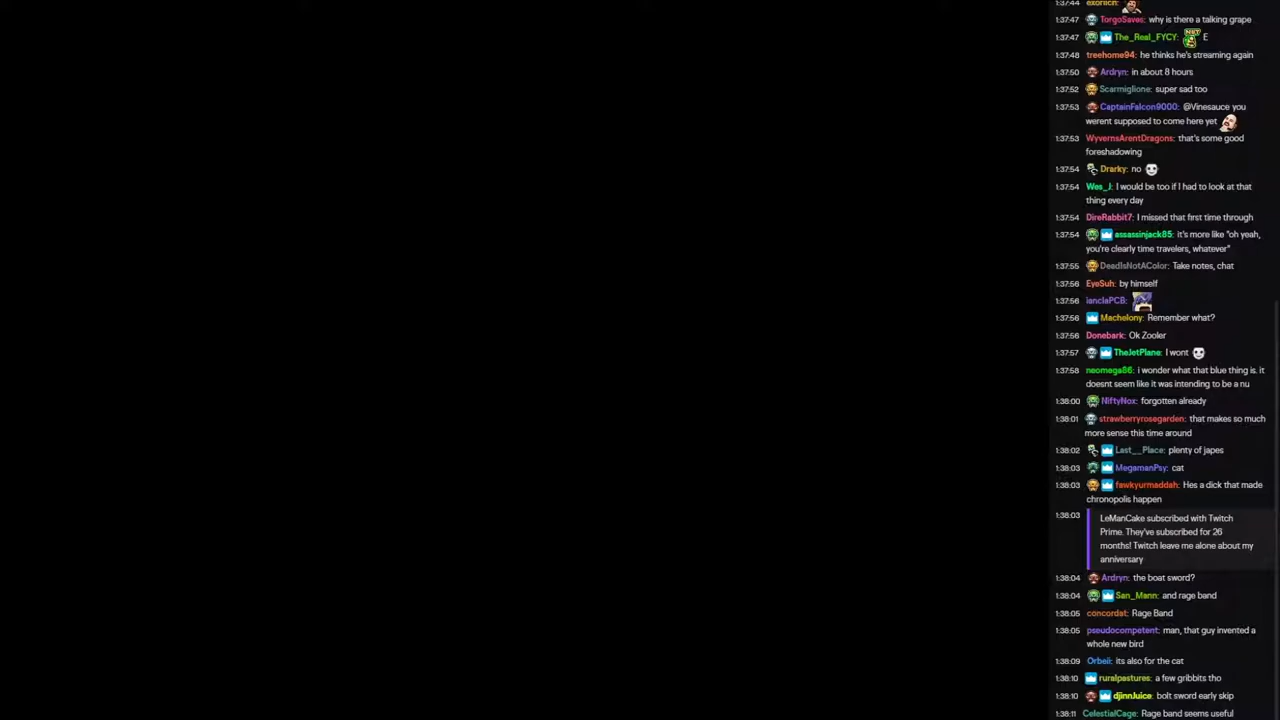 1:37:44 exorlich:
1:37:47 TorgoSaves: why is there a talking grape
1:37:47 The_Real_FYCY: E
1:37:48 treehome94: he thinks he's streaming again
1:37:50 Ardryn: in about 8 hours
1:37:52 Scarmiglione: super sad too
1:37:53 CaptainFalcon9000: @Vinesauce you
werent supposed to come here yet
1:37:53 WyvernsArentDragons: that's some good
foreshadowing
1:37:54 Drarky: no
1:37:54 Wes_J: I would be too if I had to look at that
thing every day
1:37:54 DireRabbit7: I missed that first time through
1:37:54 assassinjack85: it's more like "oh yeah,
you're clearly time travelers, whatever"
1:37:55 DeadIsNotAColor: Take notes, chat
1:37:56 EyeSuh: by himself
1:37:56 ianclaPCB:
1:37:56 Machelony: Remember what?
1:37:56 Donebark: Ok Zooler
1:37:57 TheJetPlane: I wont
1:37:58 neomega86: i wonder what that blue thing is. it
doesnt seem like it was intending to be a nu
1:38:00 NiftyNox: forgotten already
1:38:01 strawberryrosegarden: that makes so much
more sense this time around
1:38:02 Last__Place: plenty of japes
1:38:03 MegamanPsy: cat
1:38:03 fawkyurmaddah: Hes a dick that made
chronopolis happen
1:38:03 LeManCake subscribed with Twitch
Prime. They've subscribed for 26
months! Twitch leave me alone about my
anniversary
1:38:04 Ardryn: the boat sword?
1:38:04 San_Mann: and rage band
1:38:05 concordat: Rage Band
1:38:05 pseudocompetent: man, that guy invented a
whole new bird
1:38:09 Orbeii: its also for the cat
1:38:10 ruralpastures: a few gribbits tho
1:38:10 djinnJuice: bolt sword early skip
1:38:11 CelestialCage: Rage band seems useful